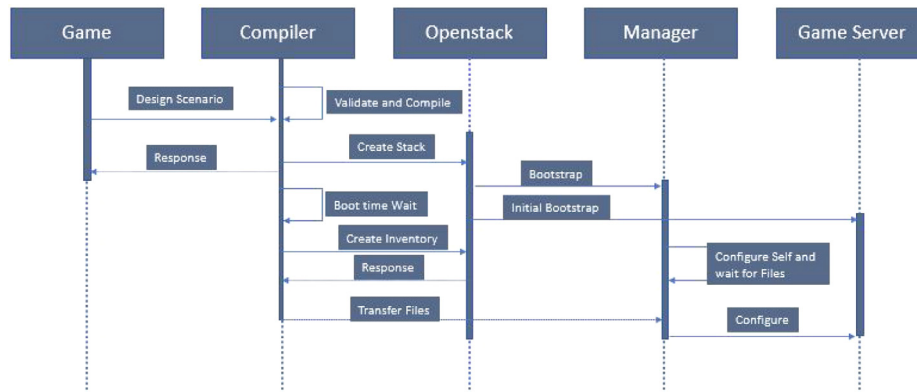 Game
Compiler
Openstack
Manager
Game Server
Design Scenario
Validate and Compile
Create Stack
Response
Bootstrap
Boot time Wait
Initial Bootstrap
Create Inventory
Configure Self and
wait for Files
Response
Transfer Files
Configure